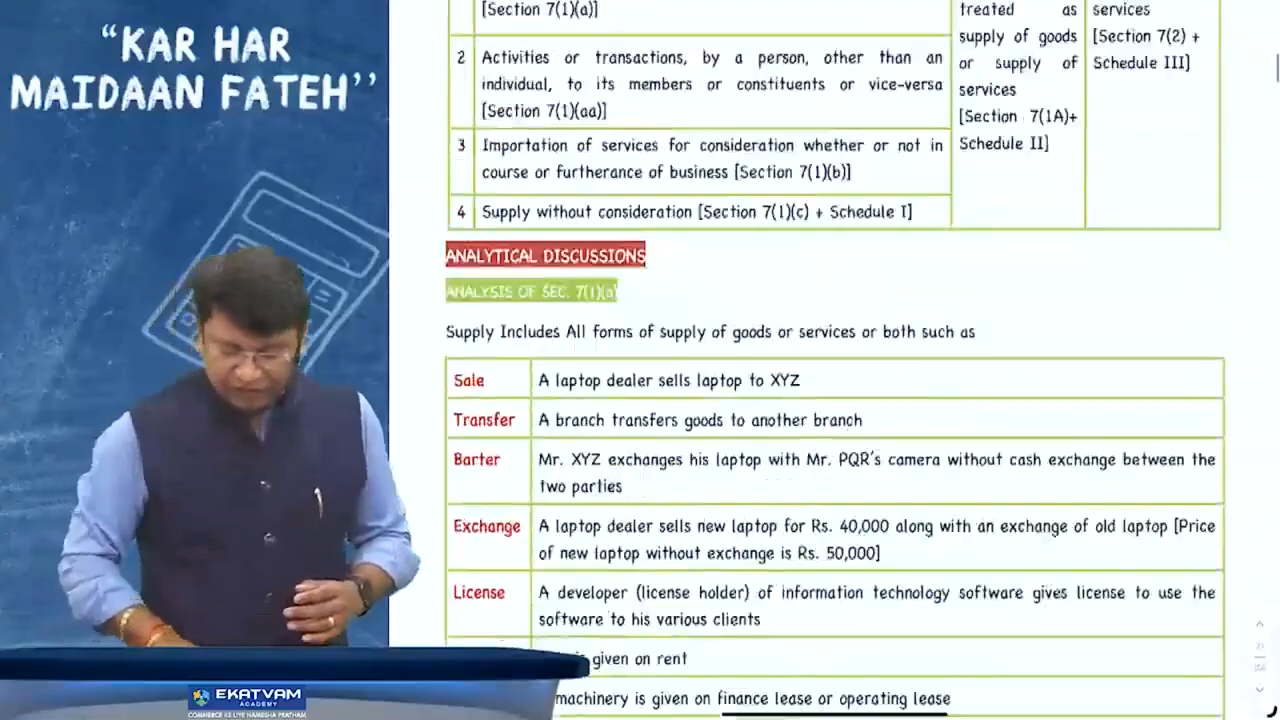 “KAR HAR
MAIDAAN FATEH’’
[Section 7(1)(a)]
2 Activities or transactions, by a person, other than an
individual, to its members or constituents or vice-versa
[Section 7(1)(aa)]
3 Importation of services for consideration whether or not in
course or furtherance of business [Section 7(1)(b)]
4 Supply without consideration [Section 7(1)(c) + Schedule I]
treated as
supply of goods
or supply of
services
[Section 7(1A)+
Schedule II]
services
[Section 7(2) +
Schedule III]
ANALYTICAL DISCUSSIONS
ANALYSIS OF SEC. 7(1)(a)
Supply Includes All forms of supply of goods or services or both such as
Sale A laptop dealer sells laptop to XYZ
Transfer A branch transfers goods to another branch
Barter Mr. XYZ exchanges his laptop with Mr. PQR’s camera without cash exchange between the
two parties
Exchange A laptop dealer sells new laptop for Rs. 40,000 along with an exchange of old laptop [Price
of new laptop without exchange is Rs. 50,000]
License A developer (license holder) of information technology software gives license to use the
software to his various clients
given on rent
machinery is given on finance lease or operating lease
EKATVAM
ACADEMY
COMMERCE KE LIYE HAMESHA PRATHAM